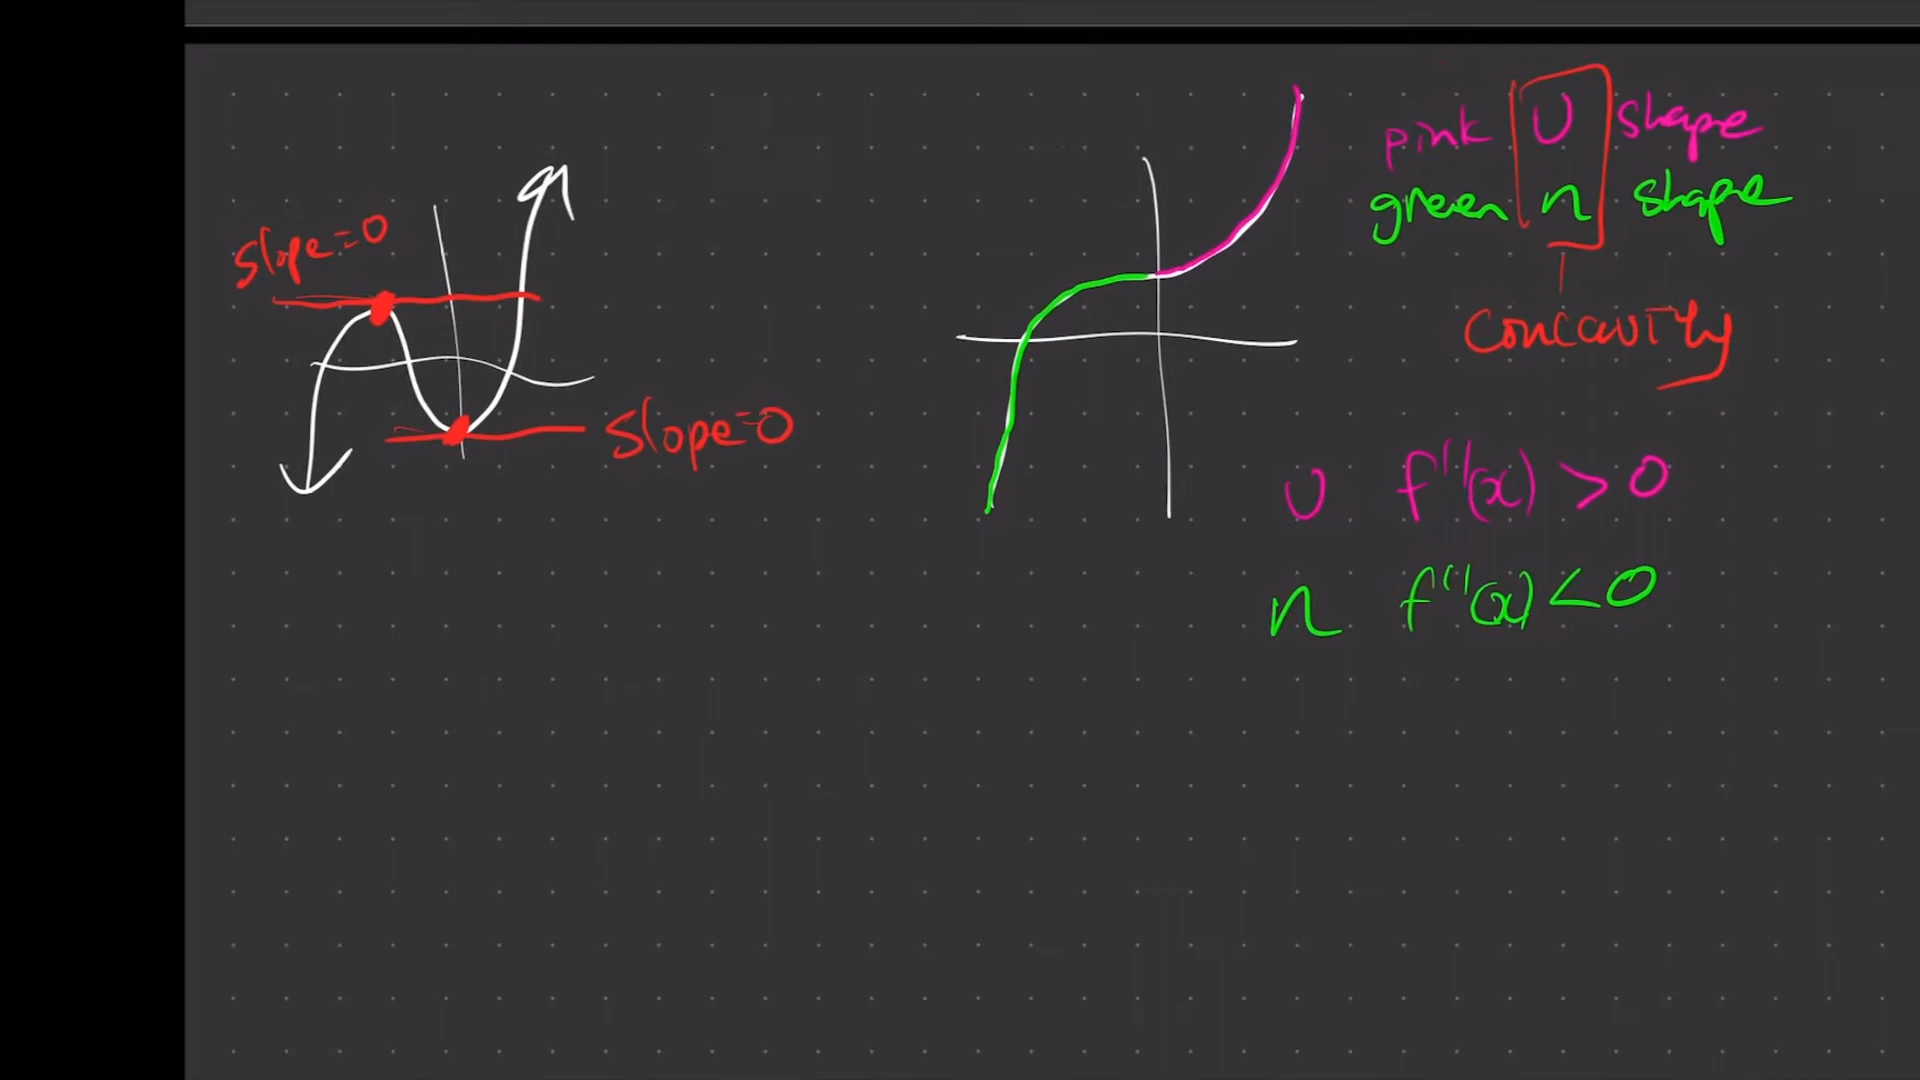 slope=0
slope=0
pink U shape
green n shape
Concavity
U f''(x) > 0
n f''(x) < 0